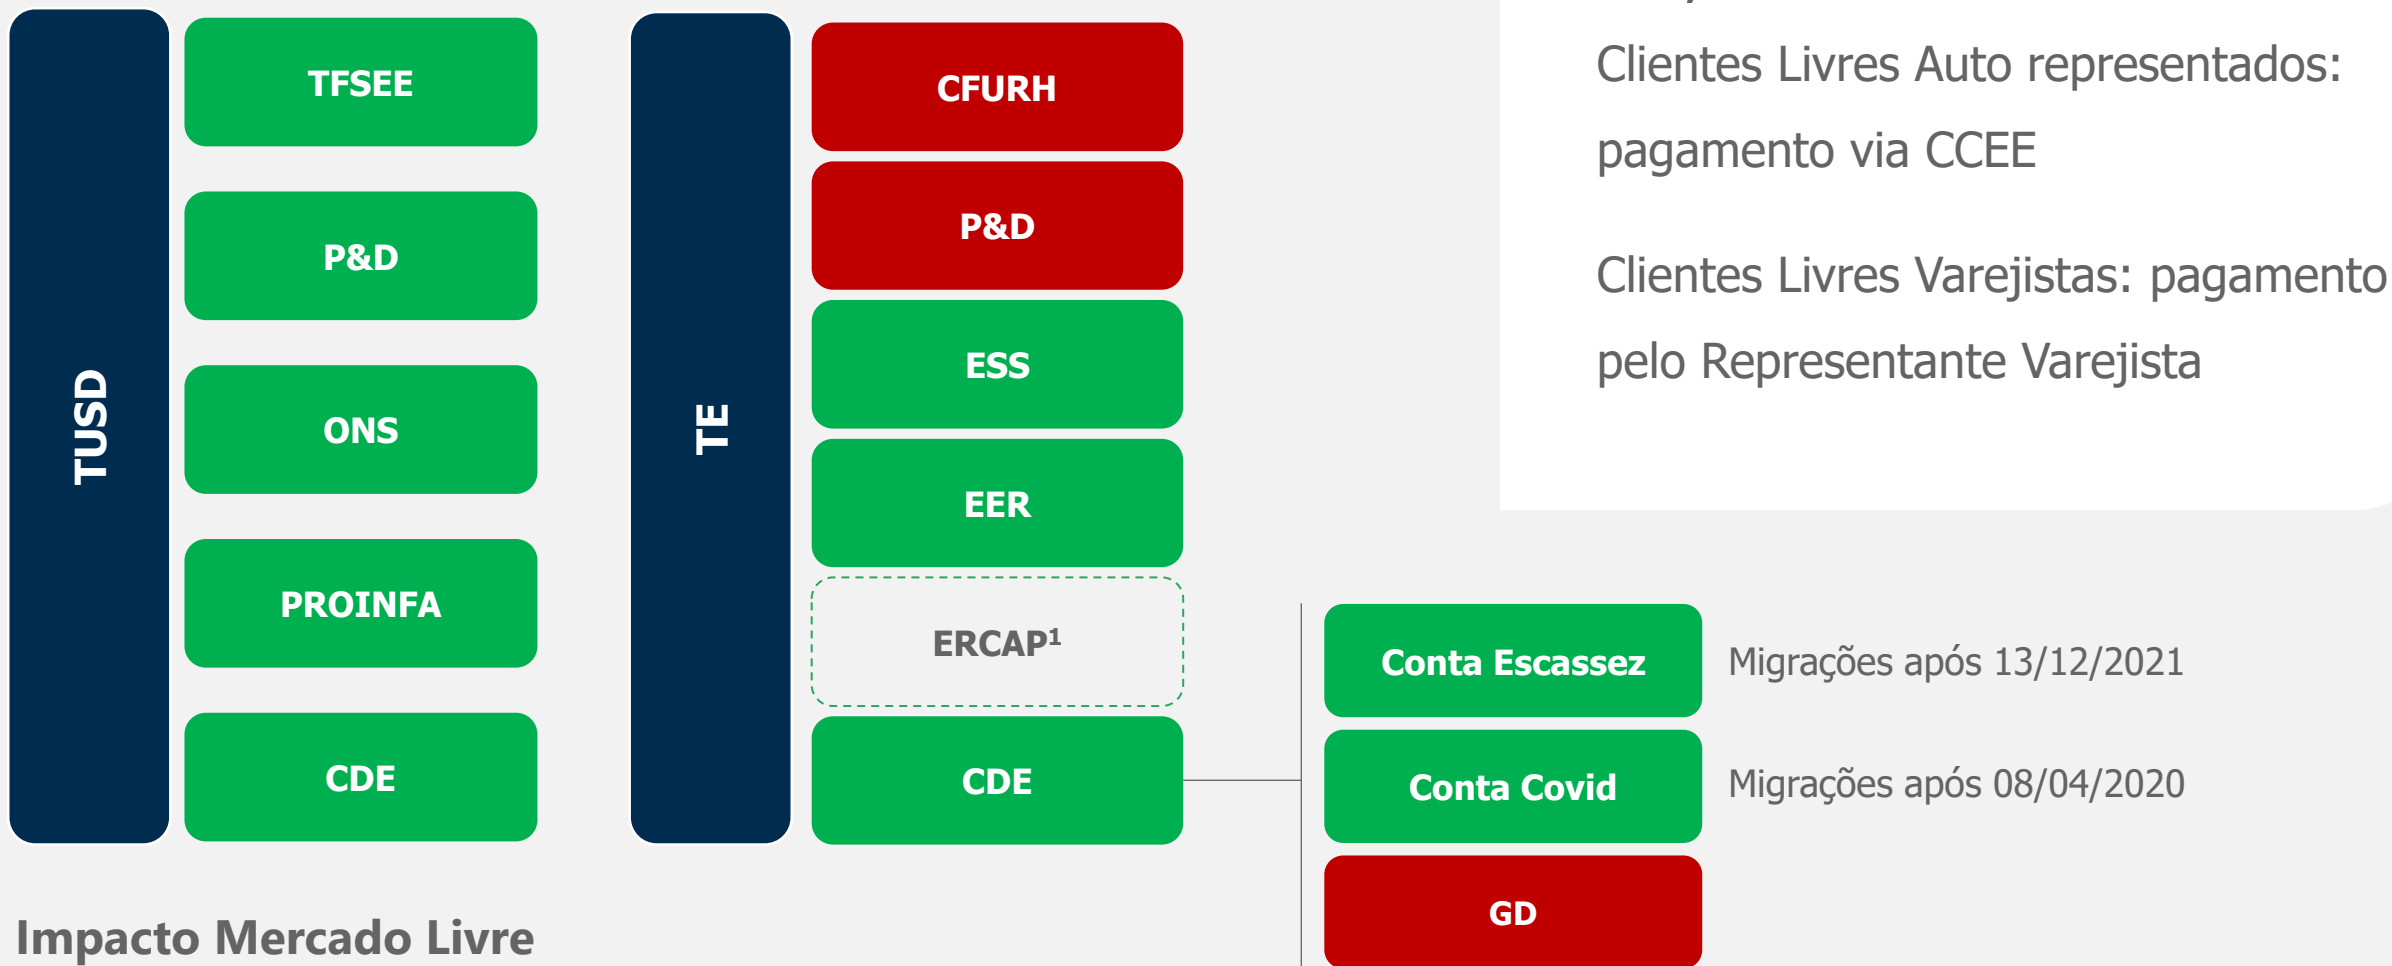 TUSD
TFSEE
P&D
ONS
PROINFA
CDE
TE
CFURH
P&D
ESS
EER
ERCAP¹
CDE
Conta Escassez
Migrações após 13/12/2021
Conta Covid
Migrações após 08/04/2020
GD
Clientes Livres Auto representados:
pagamento via CCEE
Clientes Livres Varejistas: pagamento
pelo Representante Varejista
Impacto Mercado Livre